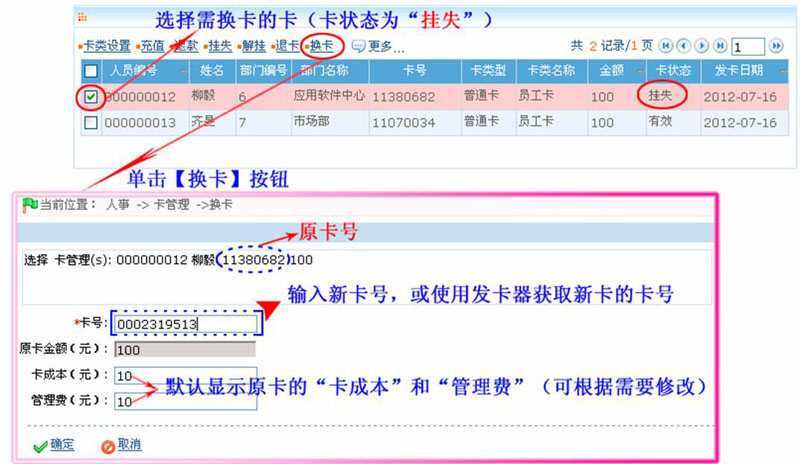 选择需换卡的卡（卡状态为“挂失”）
卡类设置 充值 退款 挂失 解挂 退卡 换卡 更多... 共 2 记录/1 页 1
人员编号 姓名 部门编号 部门名称 卡号 卡类型 卡类名称 金额 卡状态 发卡日期
000000012 柳毅 6 应用软件中心 11380682 普通卡 员工卡 100 挂失 2012-07-16
000000013 齐是 7 市场部 11070034 普通卡 员工卡 100 有效 2012-07-16
单击【换卡】按钮
当前位置： 人事 -> 卡管理 ->换卡
原卡号
选择 卡管理(s): 000000012 柳毅 11380682 100
输入新卡号，或使用发卡器获取新卡的卡号
*卡号: 0002319513
原卡金额(元): 100
卡成本(元): 10
默认显示原卡的“卡成本”和“管理费”（可根据需要修改）
管理费(元): 10
确定 取消